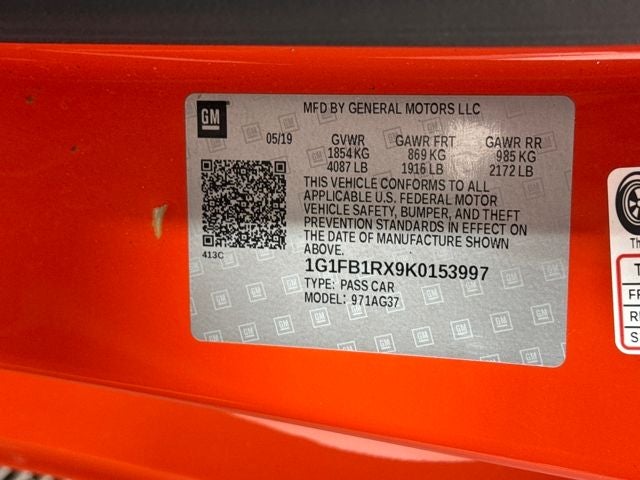 GM
MFD BY GENERAL MOTORS LLC
05/19 GVWR GAWR FRT GAWR RR
1854 KG 869 KG 985 KG
4087 LB 1916 LB 2172 LB
THIS VEHICLE CONFORMS TO ALL
APPLICABLE U.S. FEDERAL MOTOR
VEHICLE SAFETY, BUMPER, AND THEFT
PREVENTION STANDARDS IN EFFECT ON
THE DATE OF MANUFACTURE SHOWN
ABOVE.
413C
1G1FB1RX9K0153997
TYPE: PASS CAR
MODEL: 971AG37